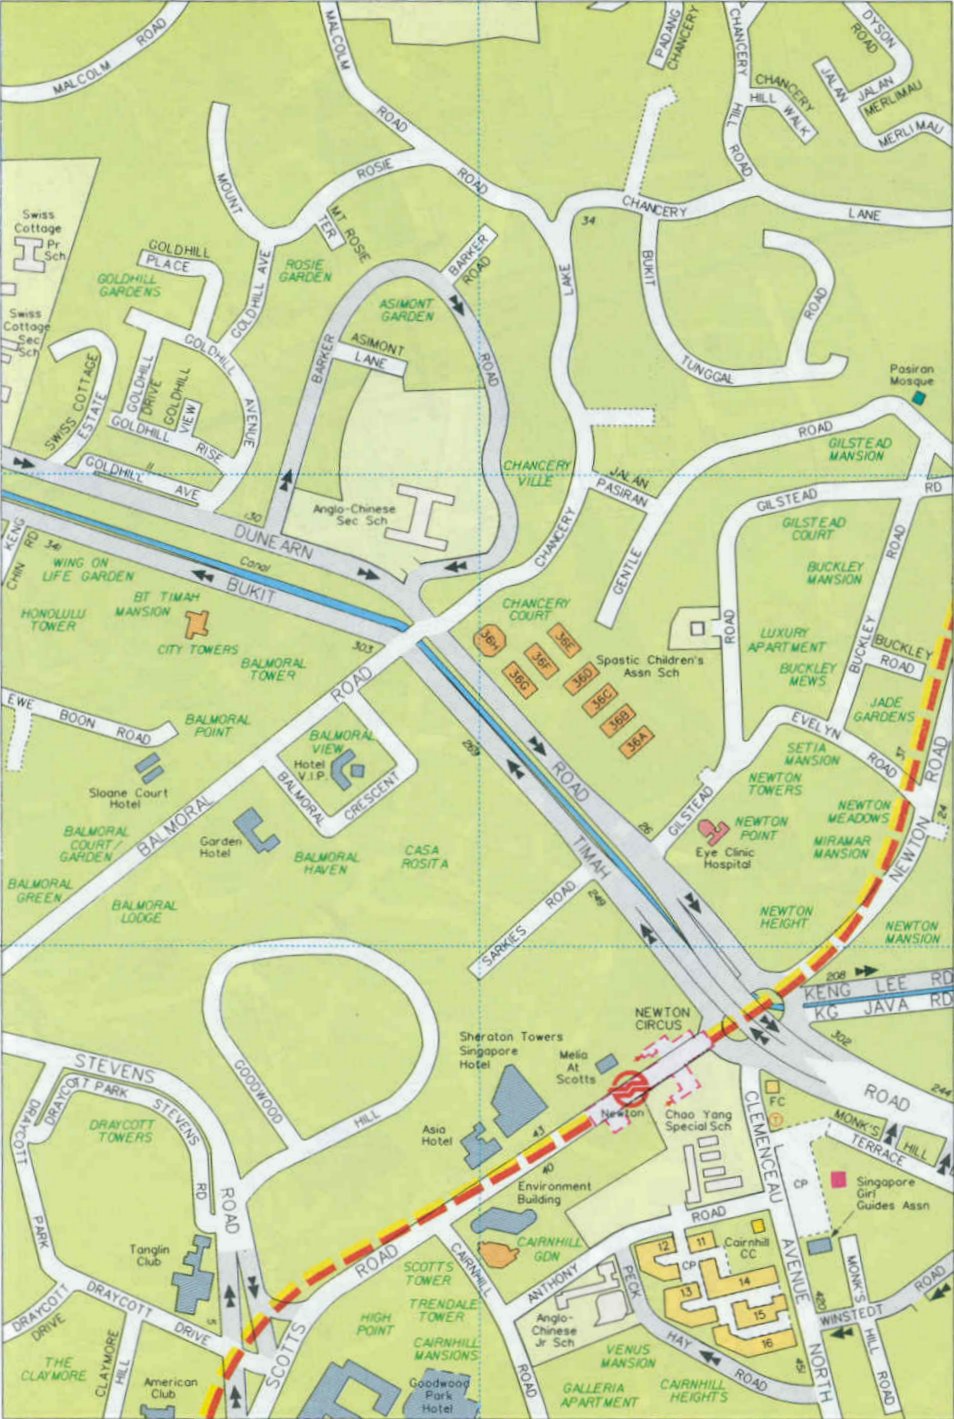 MALCOLM ROAD
MALCOLM
ROAD
PADANG
CHANCERY
CHANCERY
HILL
ROAD
CHANCERY
HILL
WALK
DYSON
ROAD
JALAN
JALAN
MERLIMAU
MERLIMAU
MOUNT
ROSIE
ROAD
MT ROSIE
TER
34
CHANCERY
LANE
Swiss
Cottage
Pr
Sch
GOLDHILL
PLACE
GOLDHILL
GARDENS
GOLDHILL AVE
ROSIE
GARDEN
BARKER
ROAD
LAKE
BUKIT
TUNGGAL
ROAD
Swiss
Cottage
Sec
Sch
ASIMONT
GARDEN
ASIMONT
LANE
BARKER
ROAD
GOLDHILL
AVENUE
SWISS COTTAGE
ESTATE
GOLDHILL
DRIVE
GOLDHILL
VIEW
GOLDHILL
RISE
Pasiran
Mosque
ROAD
GILSTEAD
MANSION
GOLDHILL
AVE
11
CHANCERY
VILLE
JALAN
PASIRAN
GILSTEAD
RD
130
Anglo-Chinese
Sec Sch
DUNEARN
CHANCERY
GENTLE
GILSTEAD
COURT
ROAD
KENG
CHIN
RD
341
WING ON
LIFE GARDEN
Canal
BUKIT
BUCKLEY
MANSION
HONOLULU
TOWER
BT TIMAH
MANSION
CITY TOWERS
BALMORAL
TOWER
303
ROAD
CHANCERY
COURT
36H
36E
36F
36G
36D
36C
36B
36A
Spastic Children's
Assn Sch
ROAD
LUXURY
APARTMENT
BUCKLEY
BUCKLEY
ROAD
BUCKLEY
MEWS
EWE
BOON
ROAD
BALMORAL
POINT
BALMORAL
VIEW
Hotel
V.I.P.
BALMORAL
CRESCENT
269
ROAD
EVELYN
ROAD
JADE
GARDENS
SETIA
MANSION
37
ROAD
Sloane Court
Hotel
NEWTON
TOWERS
NEWTON
MEADOWS
24
BALMORAL
BALMORAL
COURT/
GARDEN
Garden
Hotel
BALMORAL
HAVEN
CASA
ROSITA
TIMAH
26
GILSTEAD
NEWTON
POINT
Eye Clinic
Hospital
MIRAMAR
MANSION
NEWTON
BALMORAL
GREEN
BALMORAL
LODGE
249
SARKIES
ROAD
NEWTON
HEIGHT
NEWTON
MANSION
208
KENG LEE RD
KG JAVA RD
302
NEWTON
CIRCUS
Sheraton Towers
Singapore
Hotel
Melia
At
Scotts
Newton
STEVENS
DRAYCOTT PARK
STEVENS
RD
ROAD
DRAYCOTT
PARK
DRAYCOTT
TOWERS
GOODWOOD
HILL
Asia
Hotel
43
40
Chao Yang
Special Sch
CLEMENCEAU
FC
T
ROAD
244
MONK'S
HILL
TERRACE
CP
Environment
Building
Singapore
Girl
Guides Assn
Tanglin
Club
ROAD
SCOTTS
TOWER
CAIRNHILL
ROAD
CAIRNHILL
GDN
ANTHONY
ROAD
12
11
CP
13
14
15
16
Cairnhill
CC
PECK
HAY
ROAD
AVENUE
NORTH
420
451
MONK'S
HILL
ROAD
WINSTEDT
ROAD
DRAYCOTT
DRIVE
DRAYCOTT
DRIVE
5
SCOTTS
HIGH
POINT
TRENDALE
TOWER
CAIRNHILL
MANSIONS
Anglo-
Chinese
Jr Sch
VENUS
MANSION
THE
CLAYMORE
CLAYMORE
HILL
American
Club
Goodwood
Park
Hotel
GALLERIA
APARTMENT
CAIRNHILL
HEIGHTS